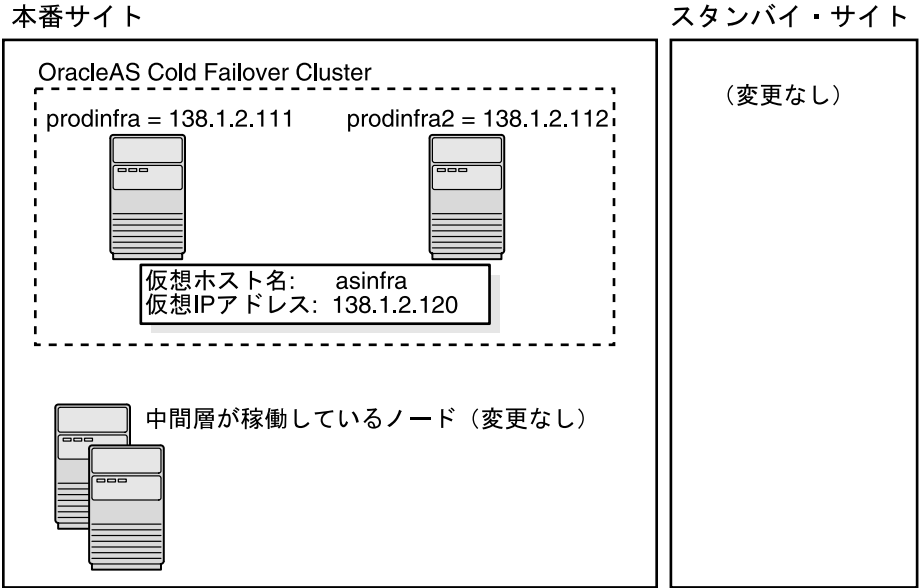 本番サイト
スタンバイ・サイト
OracleAS Cold Failover Cluster
(変更なし)
prodinfra = 138.1.2.111
prodinfra2 = 138.1.2.112
仮想ホスト名: asinfra
仮想IPアドレス: 138.1.2.120
中間層が稼働しているノード(変更なし)